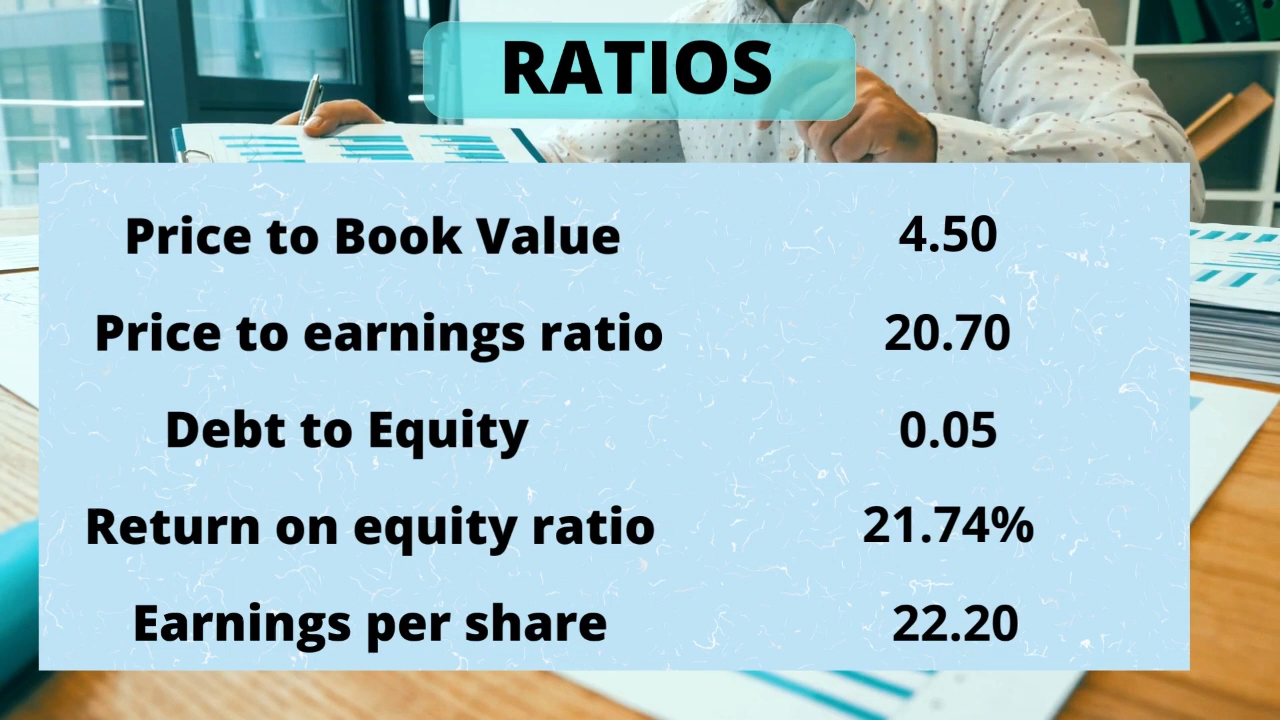 RATIOS
Price to Book Value 4.50
Price to earnings ratio 20.70
Debt to Equity 0.05
Return on equity ratio 21.74%
Earnings per share 22.20